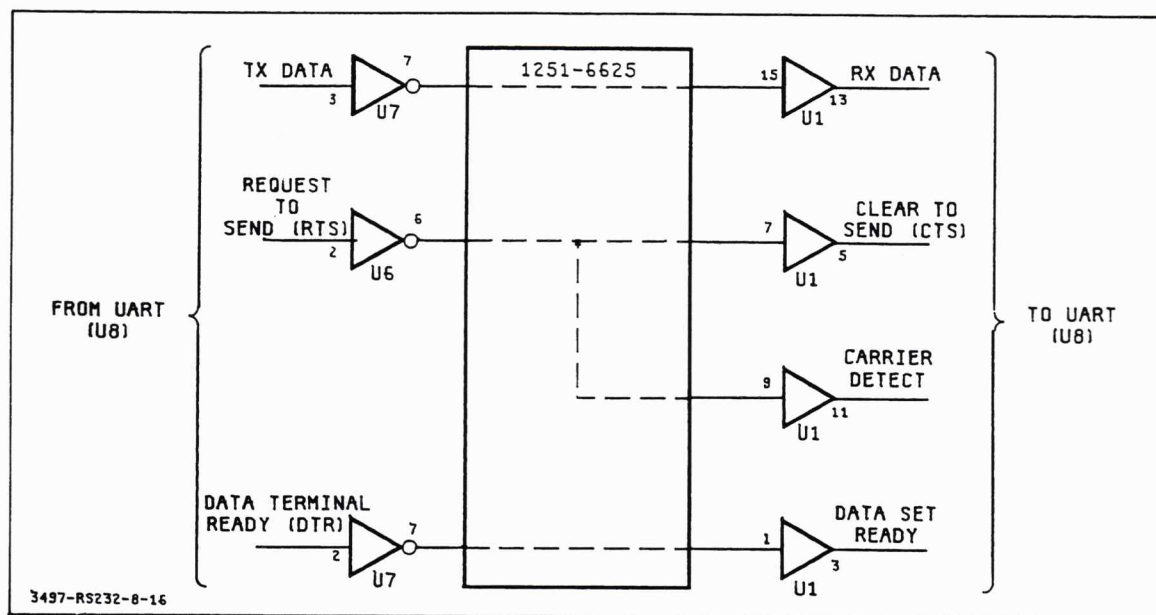 TX DATA
3
7
U7
1251-6625
15
13
U1
RX DATA
REQUEST
TO
SEND (RTS)
2
6
U6
7
5
U1
CLEAR TO
SEND (CTS)
FROM UART
(U8)
TO UART
(U8)
9
11
U1
CARRIER
DETECT
DATA TERMINAL
READY (DTR)
2
7
U7
1
3
U1
DATA SET
READY
3497-RS232-8-16